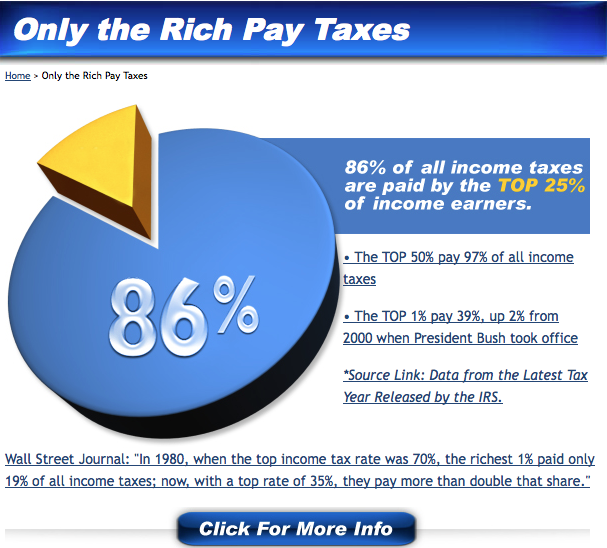 Only the Rich Pay Taxes
Home > Only the Rich Pay Taxes
86% of all income taxes
are paid by the TOP 25%
of income earners.
86%
• The TOP 50% pay 97% of all income
taxes
• The TOP 1% pay 39%, up 2% from
2000 when President Bush took office
*Source Link: Data from the Latest Tax
Year Released by the IRS.
Wall Street Journal: "In 1980, when the top income tax rate was 70%, the richest 1% paid only
19% of all income taxes; now, with a top rate of 35%, they pay more than double that share."
Click For More Info